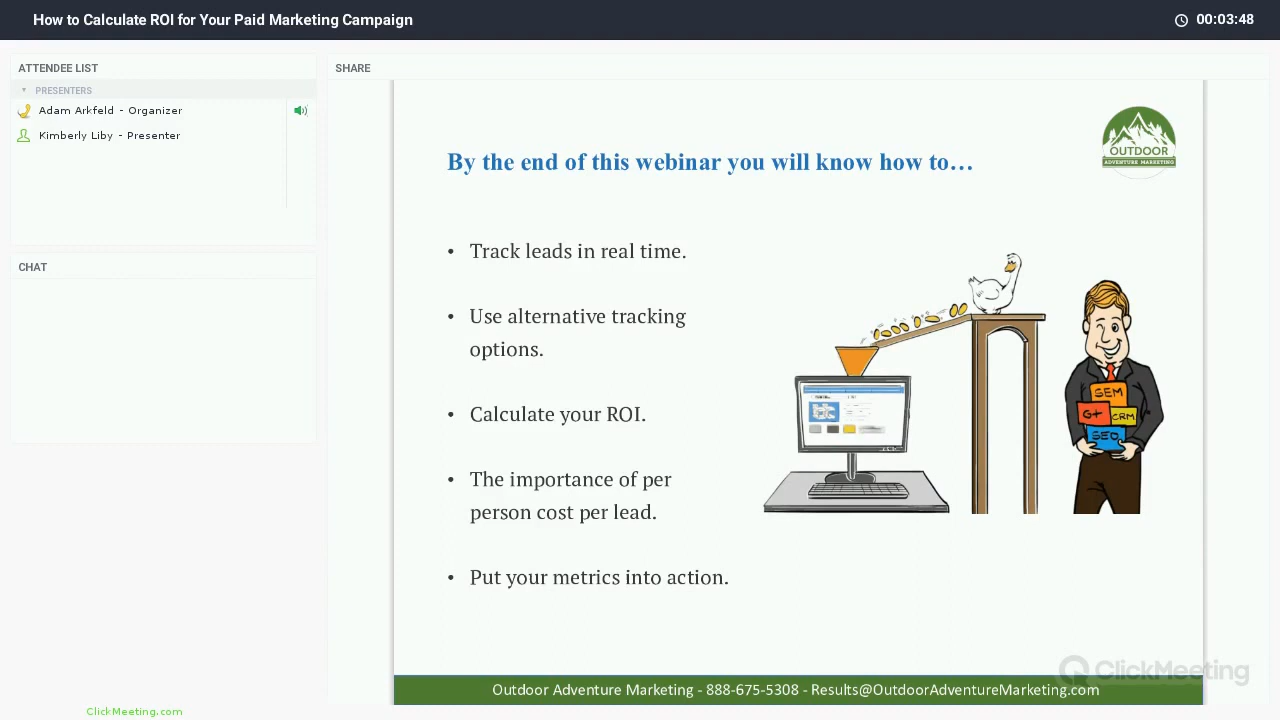 How to Calculate ROI for Your Paid Marketing Campaign
00:03:48
ATTENDEE LIST
PRESENTERS
Adam Arkfeld - Organizer
Kimberly Liby - Presenter
CHAT
SHARE
OUTDOOR
ADVENTURE MARKETING
By the end of this webinar you will know how to...
• Track leads in real time.
• Use alternative tracking
options.
• Calculate your ROI.
• The importance of per
person cost per lead.
• Put your metrics into action.
SEM
G+
CRM
SEO
ClickMeeting
Outdoor Adventure Marketing - 888-675-5308 - Results@OutdoorAdventureMarketing.com
ClickMeeting.com